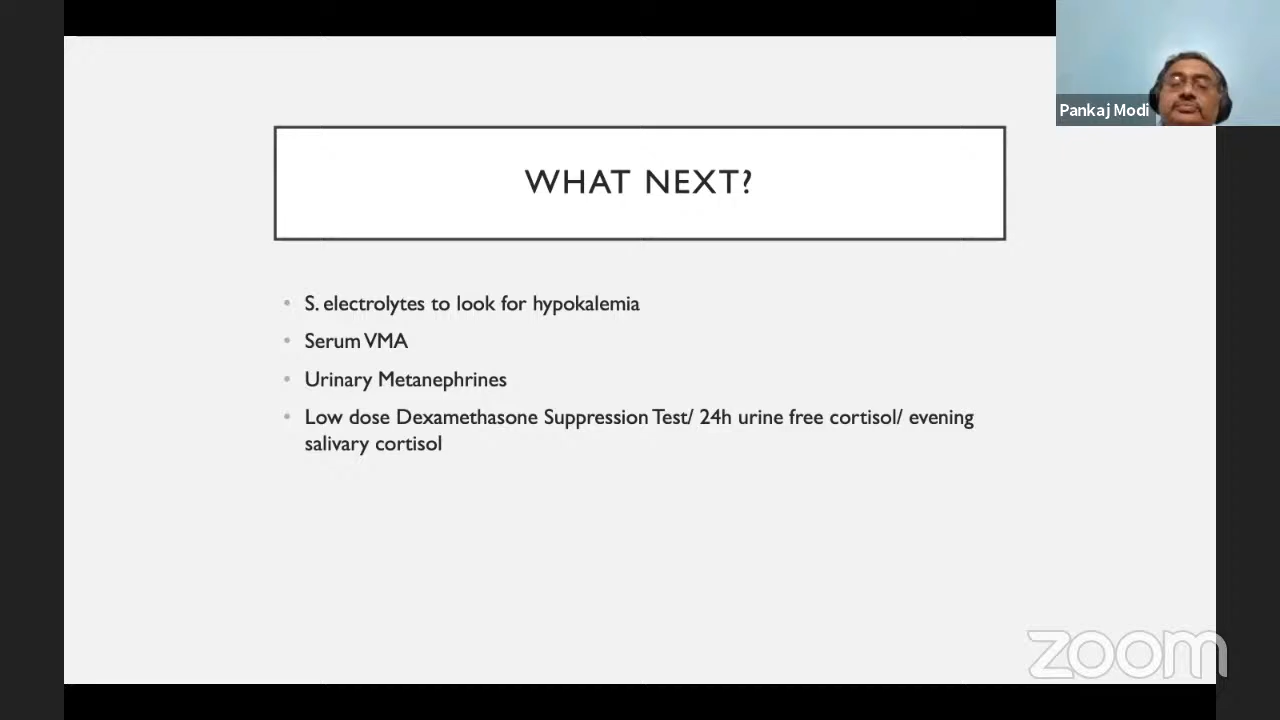 Pankaj Modi
WHAT NEXT?
• S. electrolytes to look for hypokalemia
• Serum VMA
• Urinary Metanephrines
• Low dose Dexamethasone Suppression Test/ 24h urine free cortisol/ evening
salivary cortisol
zoom